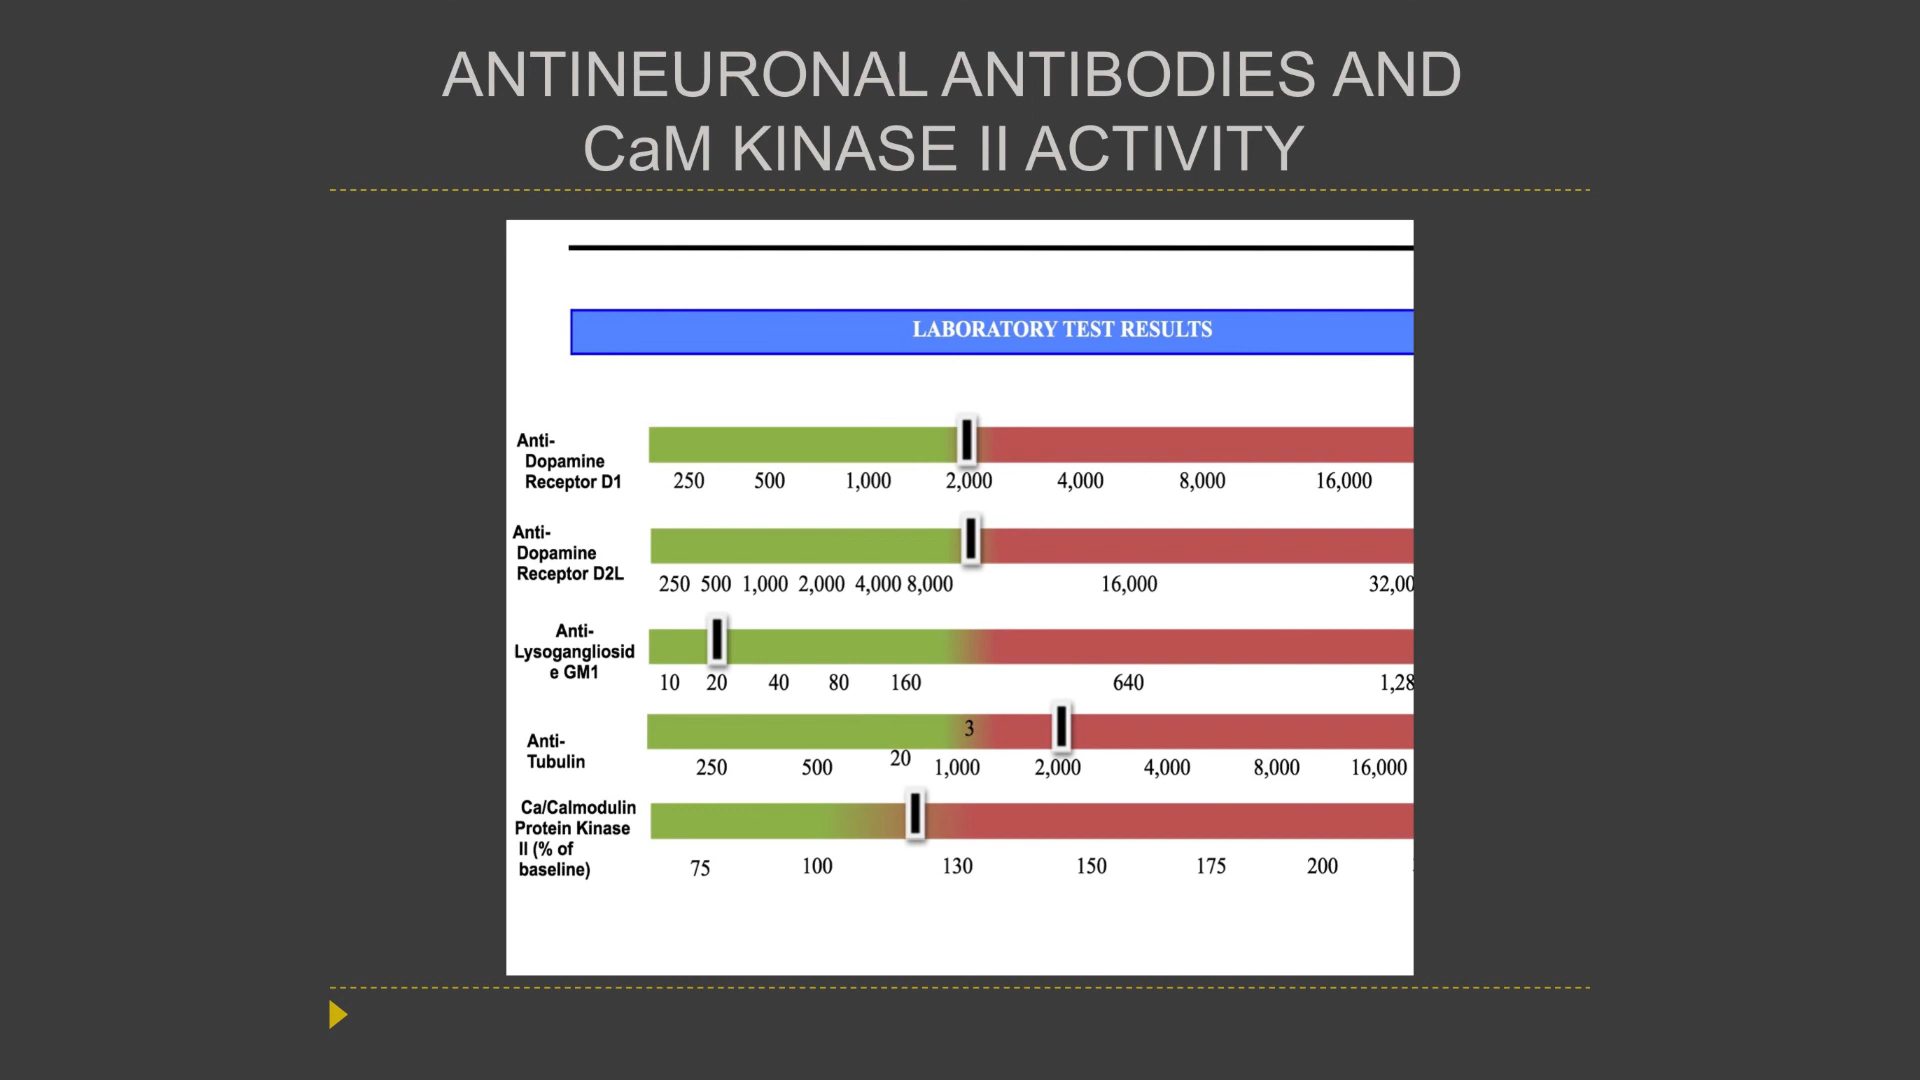 ANTINEURONAL ANTIBODIES AND
CaM KINASE II ACTIVITY
LABORATORY TEST RESULTS
Anti-
Dopamine
Receptor D1
250 500 1,000 2,000 4,000 8,000 16,000
Anti-
Dopamine
Receptor D2L
250 500 1,000 2,000 4,000 8,000 16,000 32,00
Anti-
Lysogangliosid
e GM1
10 20 40 80 160 640 1,28
3
Anti-
Tubulin
20
250 500 1,000 2,000 4,000 8,000 16,000
Ca/Calmodulin
Protein Kinase
II (% of
baseline)
75 100 130 150 175 200